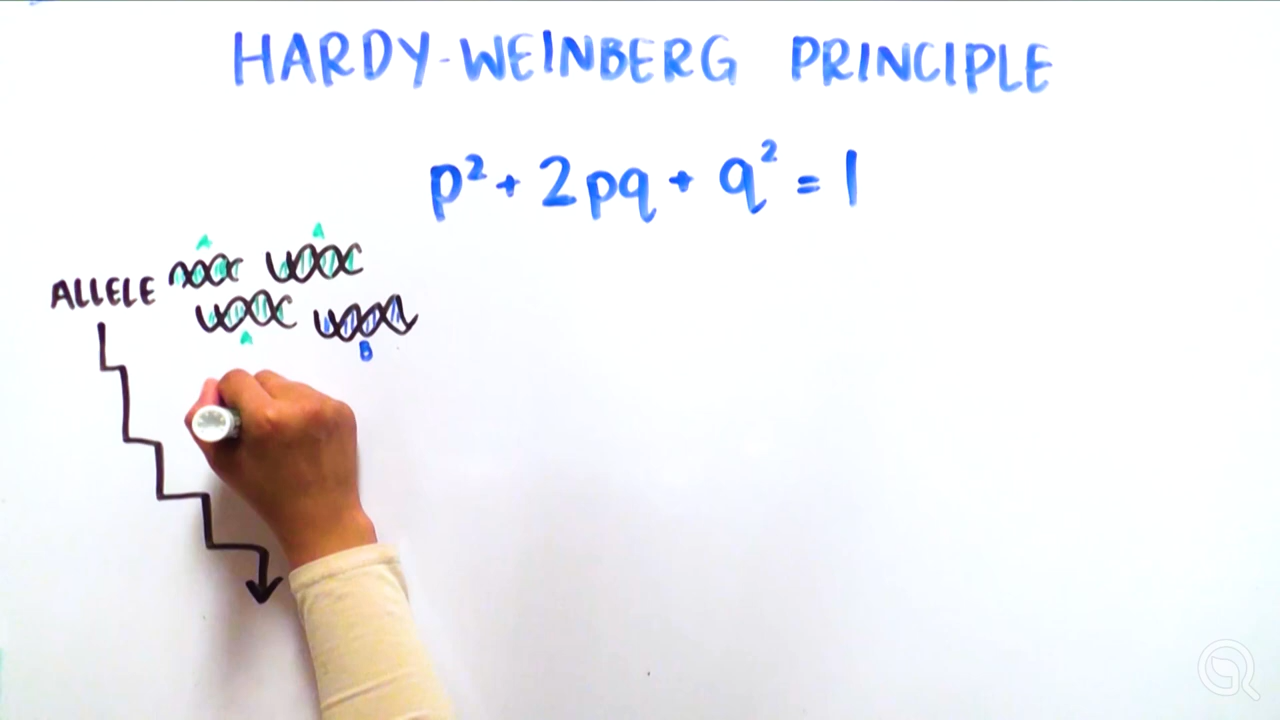 HARDY-WEINBERG PRINCIPLE
p² + 2pq + q² = 1
A A
ALLELE
A
B